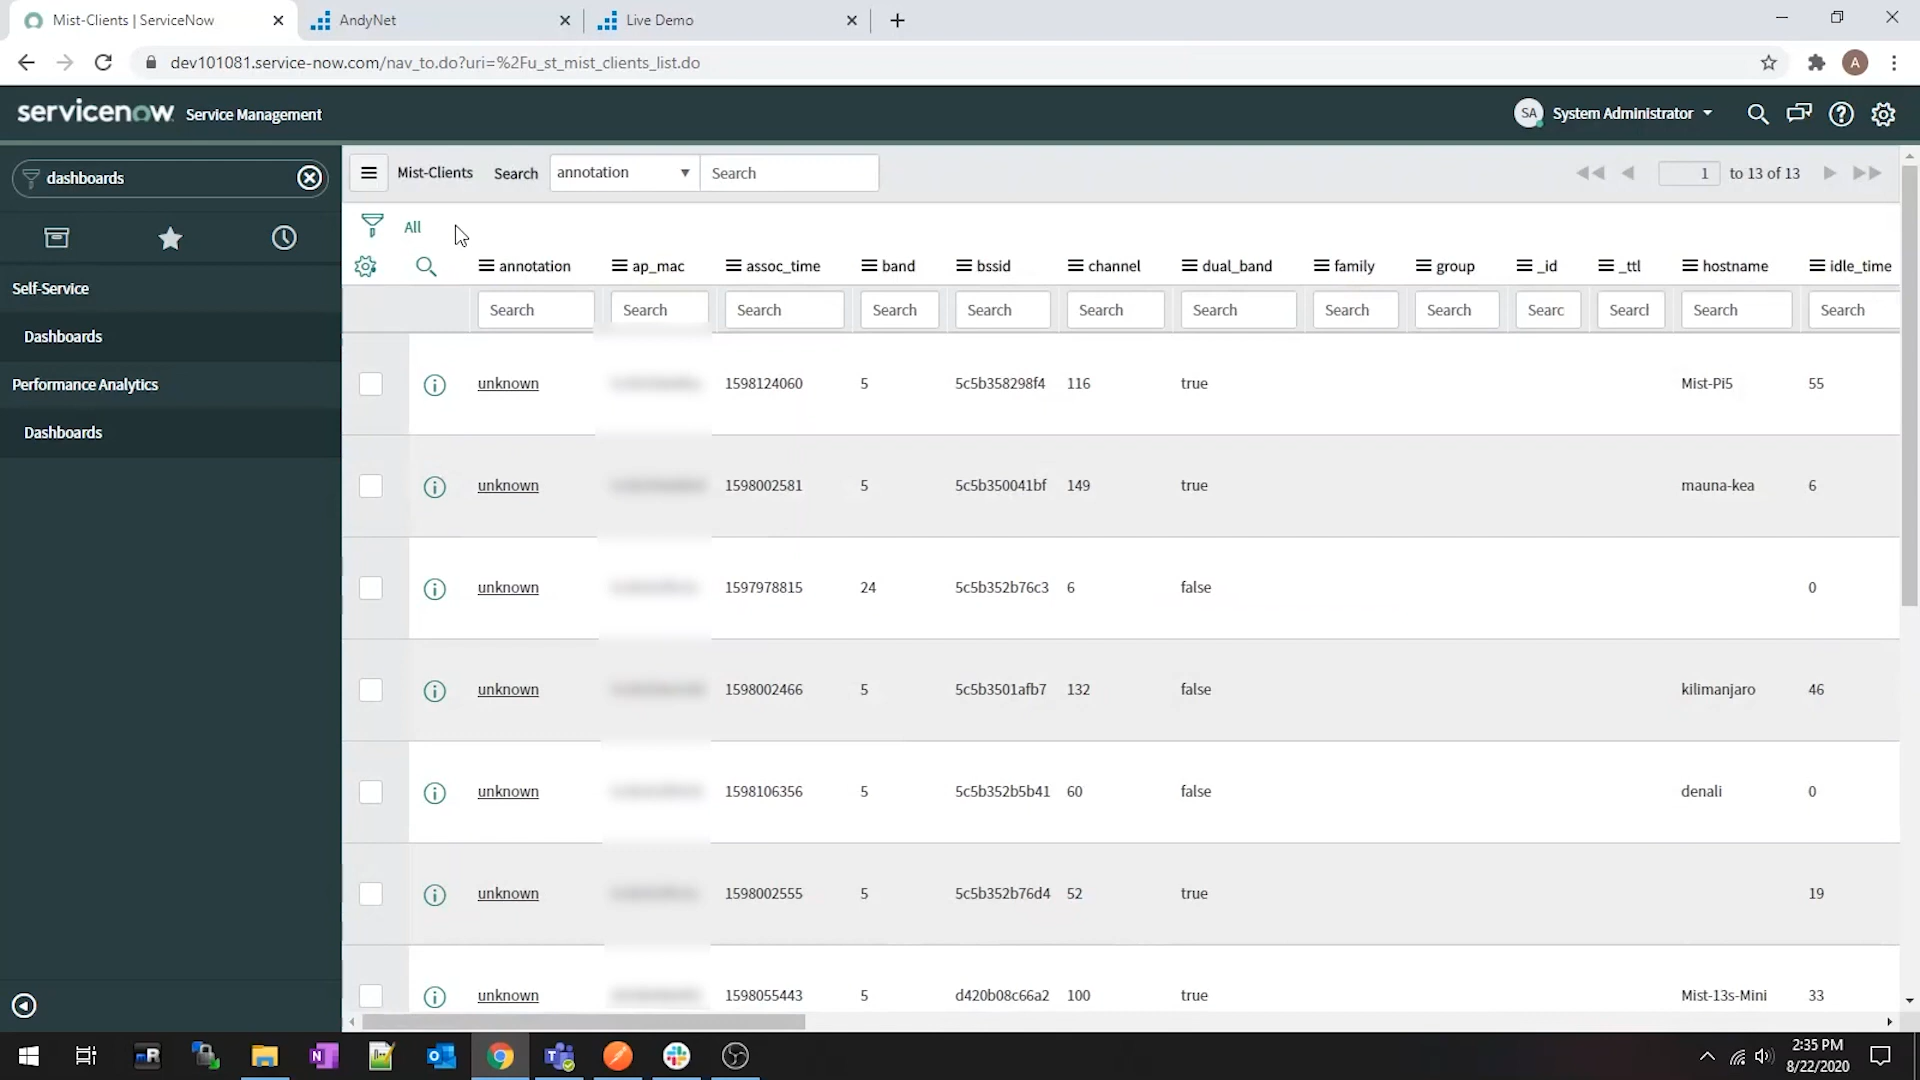 Mist-Clients | ServiceNow
AndyNet
Live Demo
dev101081.service-now.com/nav_to.do?uri=%2Fu_st_mist_clients_list.do
A
servicenow Service Management
SA System Administrator
dashboards
Self-Service
Dashboards
Performance Analytics
Dashboards
Mist-Clients Search annotation Search
1 to 13 of 13
All
annotation ap_mac assoc_time band bssid channel dual_band family group _id _ttl hostname idle_time
Search Search Search Search Search Search Search Search Search Searc Searcl Search Search
unknown 1598124060 5 5c5b358298f4 116 true Mist-Pi5 55
unknown 1598002581 5 5c5b350041bf 149 true mauna-kea 6
unknown 1597978815 24 5c5b352b76c3 6 false 0
unknown 1598002466 5 5c5b3501afb7 132 false kilimanjaro 46
unknown 1598106356 5 5c5b352b5b41 60 false denali 0
unknown 1598002555 5 5c5b352b76d4 52 true 19
unknown 1598055443 5 d420b08c66a2 100 true Mist-13s-Mini 33
2:35 PM
8/22/2020